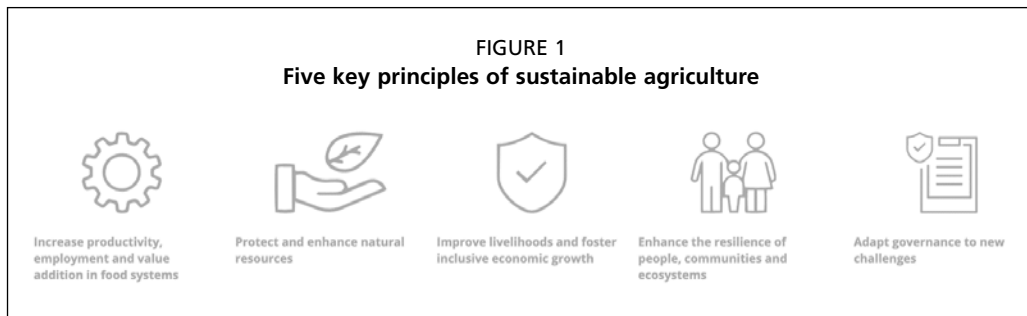 FIGURE 1
Five key principles of sustainable agriculture
Increase productivity,
employment and value
addition in food systems
Protect and enhance natural
resources
Improve livelihoods and foster
inclusive economic growth
Enhance the resilience of
people, communities and
ecosystems
Adapt governance to new
challenges